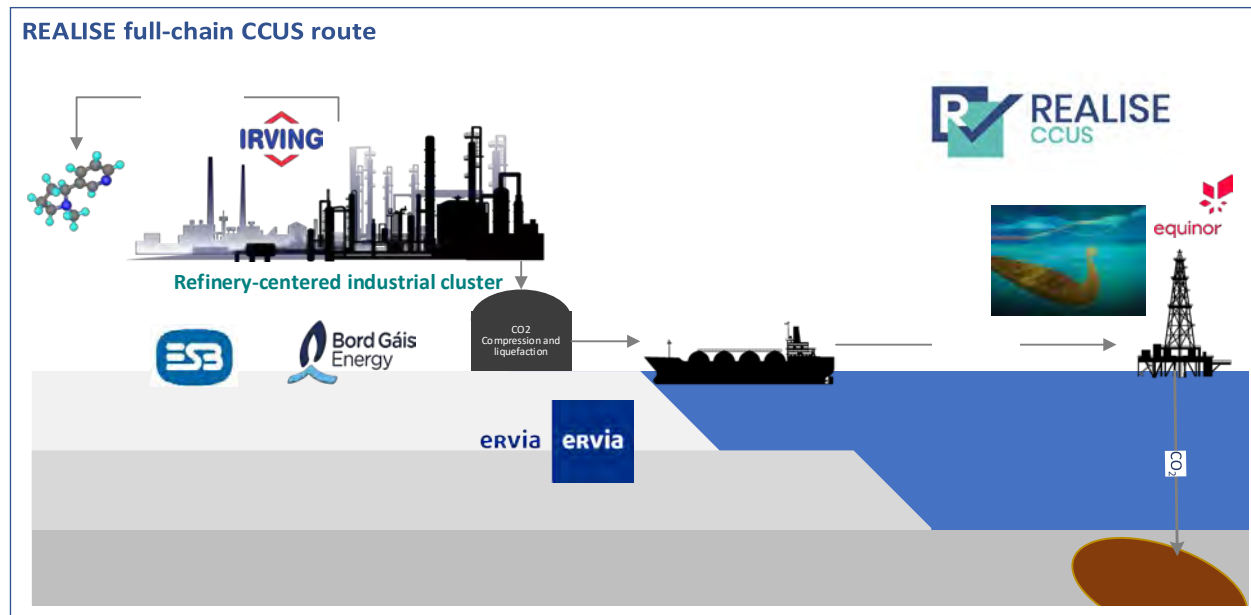 REALISE full-chain CCUS route
IRVING
R REALISE
CCUS
equinor
Refinery-centered industrial cluster
CO2
Compression and
liquefaction
ESB
Bord Gáis
Energy
eRvia eRvia
CO₂